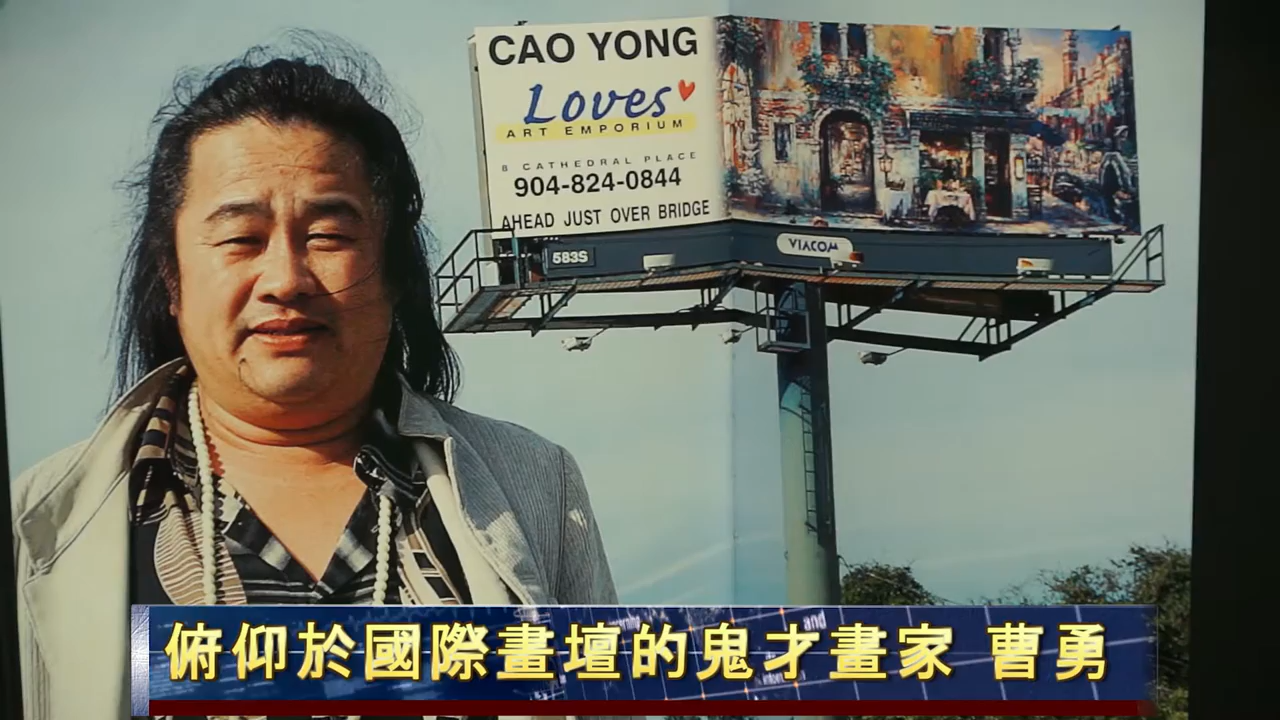 CAO YONG
Loves
ART EMPORIUM
8 CATHEDRAL PLACE
904-824-0844
AHEAD JUST OVER BRIDGE
583S
VIACOM
and
俯仰於國際畫壇的鬼才畫家 曹勇